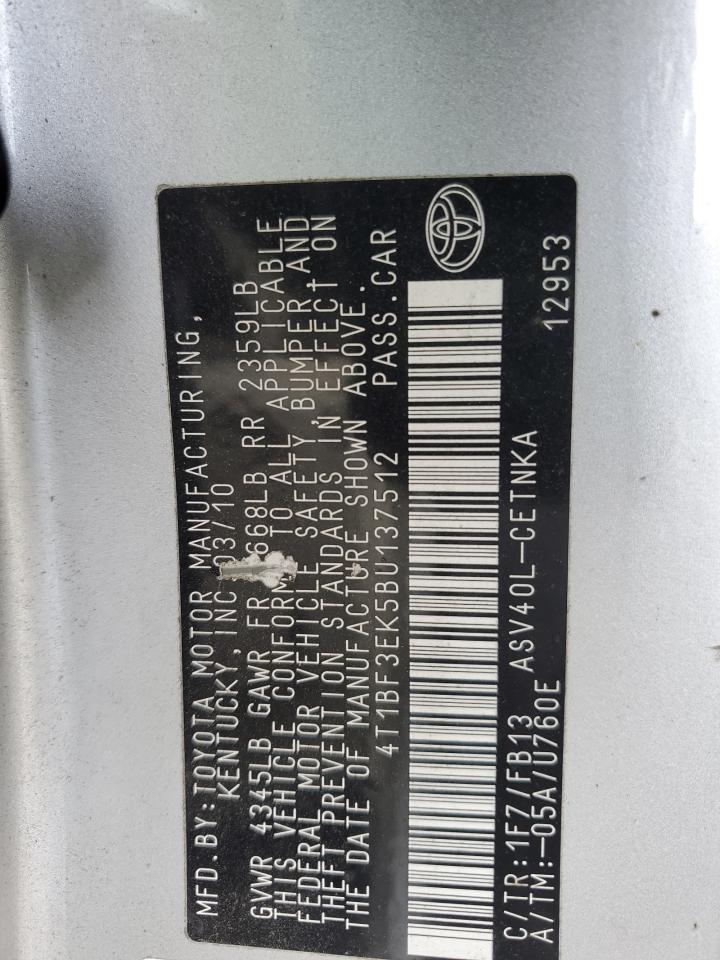 MFD.BY:TOYOTA MOTOR MANUFACTURING,
KENTUCKY, INC 03/10
GVWR 4345LB GAWR FR 668LB RR 2359LB
THIS VEHICLE CONFORM TO ALL APPLICABLE
FEDERAL MOTOR VEHICLE SAFETY, BUMPER, AND
THEFT PREVENTION STANDARDS IN EFFECT ON
THE DATE OF MANUFACTURE SHOWN ABOVE.
4T1BF3EK5BU137512 PASS.CAR
C/TR:1F7/FB13 ASV40L-CETNKA
A/TM:-05A/U760E 12953